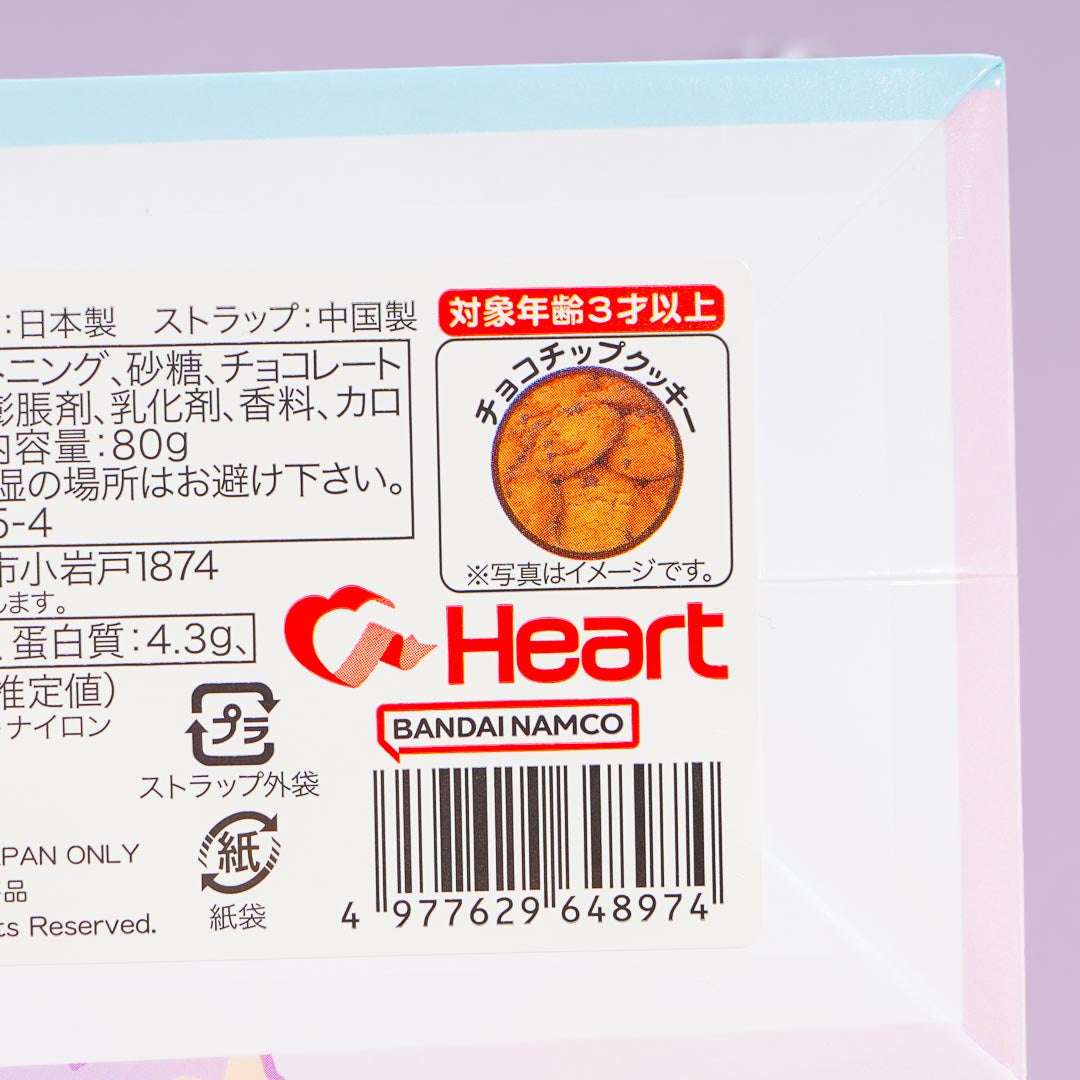 :日本製 ストラップ:中国製
ニング、砂糖、チョコレート
膨脹剤、乳化剤、香料、カロ
内容量:80g
湿の場所はお避け下さい。
5-4
市小岩戸1874
します。
、蛋白質:4.3g、
(推定値)
・ナイロン
プラ
ストラップ外袋
紙
紙袋
APAN ONLY
品
ts Reserved.
対象年齢3才以上
チョコチップクッキー
※写真はイメージです。
Heart
BANDAI NAMCO
4 977629 648974